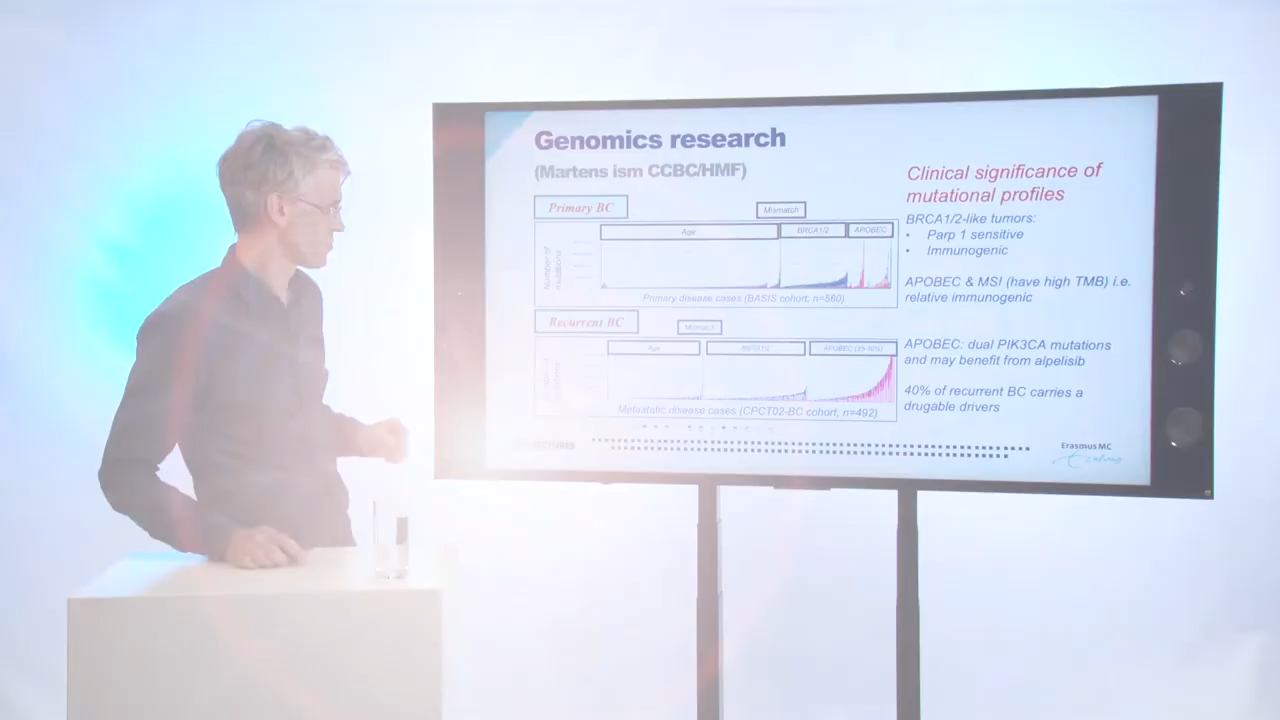 Genomics research
(Martens ism CCBC/HMF)
Primary BC
Mismatch
Age
BRCA1/2
APOBEC
Number of
mutations
Primary disease cases (BASIS cohort; n=560)
Recurrent BC
Mismatch
Age
BRCA1/2
APOBEC (35-50%)
Metastatic disease cases (CPCT02-BC cohort, n=492)
Clinical significance of
mutational profiles
BRCA1/2-like tumors:
• Parp 1 sensitive
• Immunogenic
APOBEC & MSI (have high TMB) i.e.
relative immunogenic
APOBEC: dual PIK3CA mutations
and may benefit from alpelisib
40% of recurrent BC carries a
drugable drivers
Erasmus MC